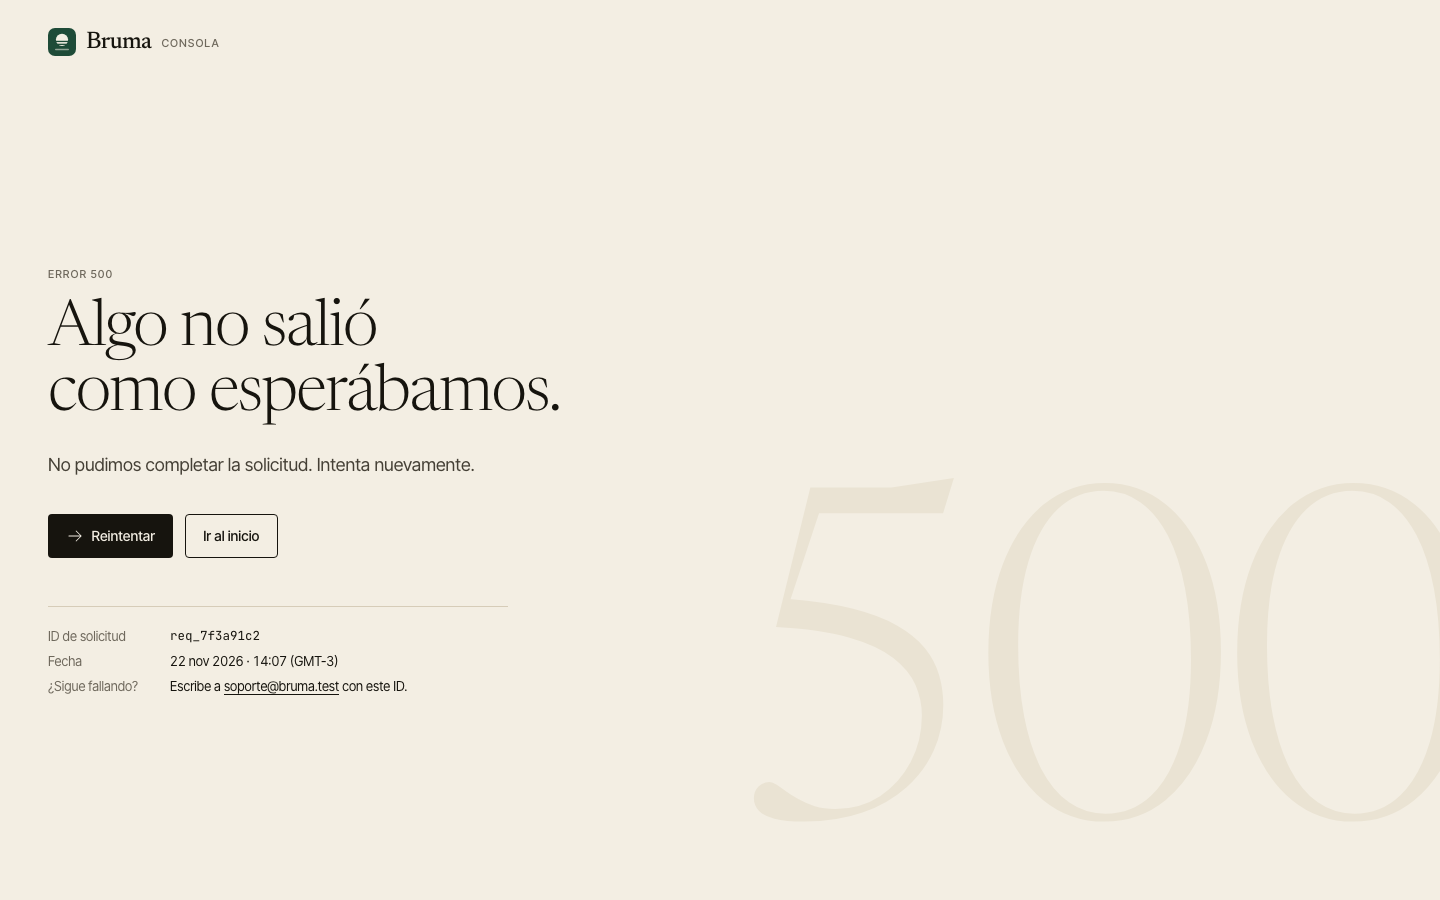 Bruma CONSOLA
ERROR 500
Algo no salió
como esperábamos.
No pudimos completar la solicitud. Intenta nuevamente.
Reintentar
Ir al inicio
ID de solicitud req_7f3a91c2
Fecha 22 nov 2026 · 14:07 (GMT-3)
¿Sigue fallando? Escribe a soporte@bruma.test con este ID.
500